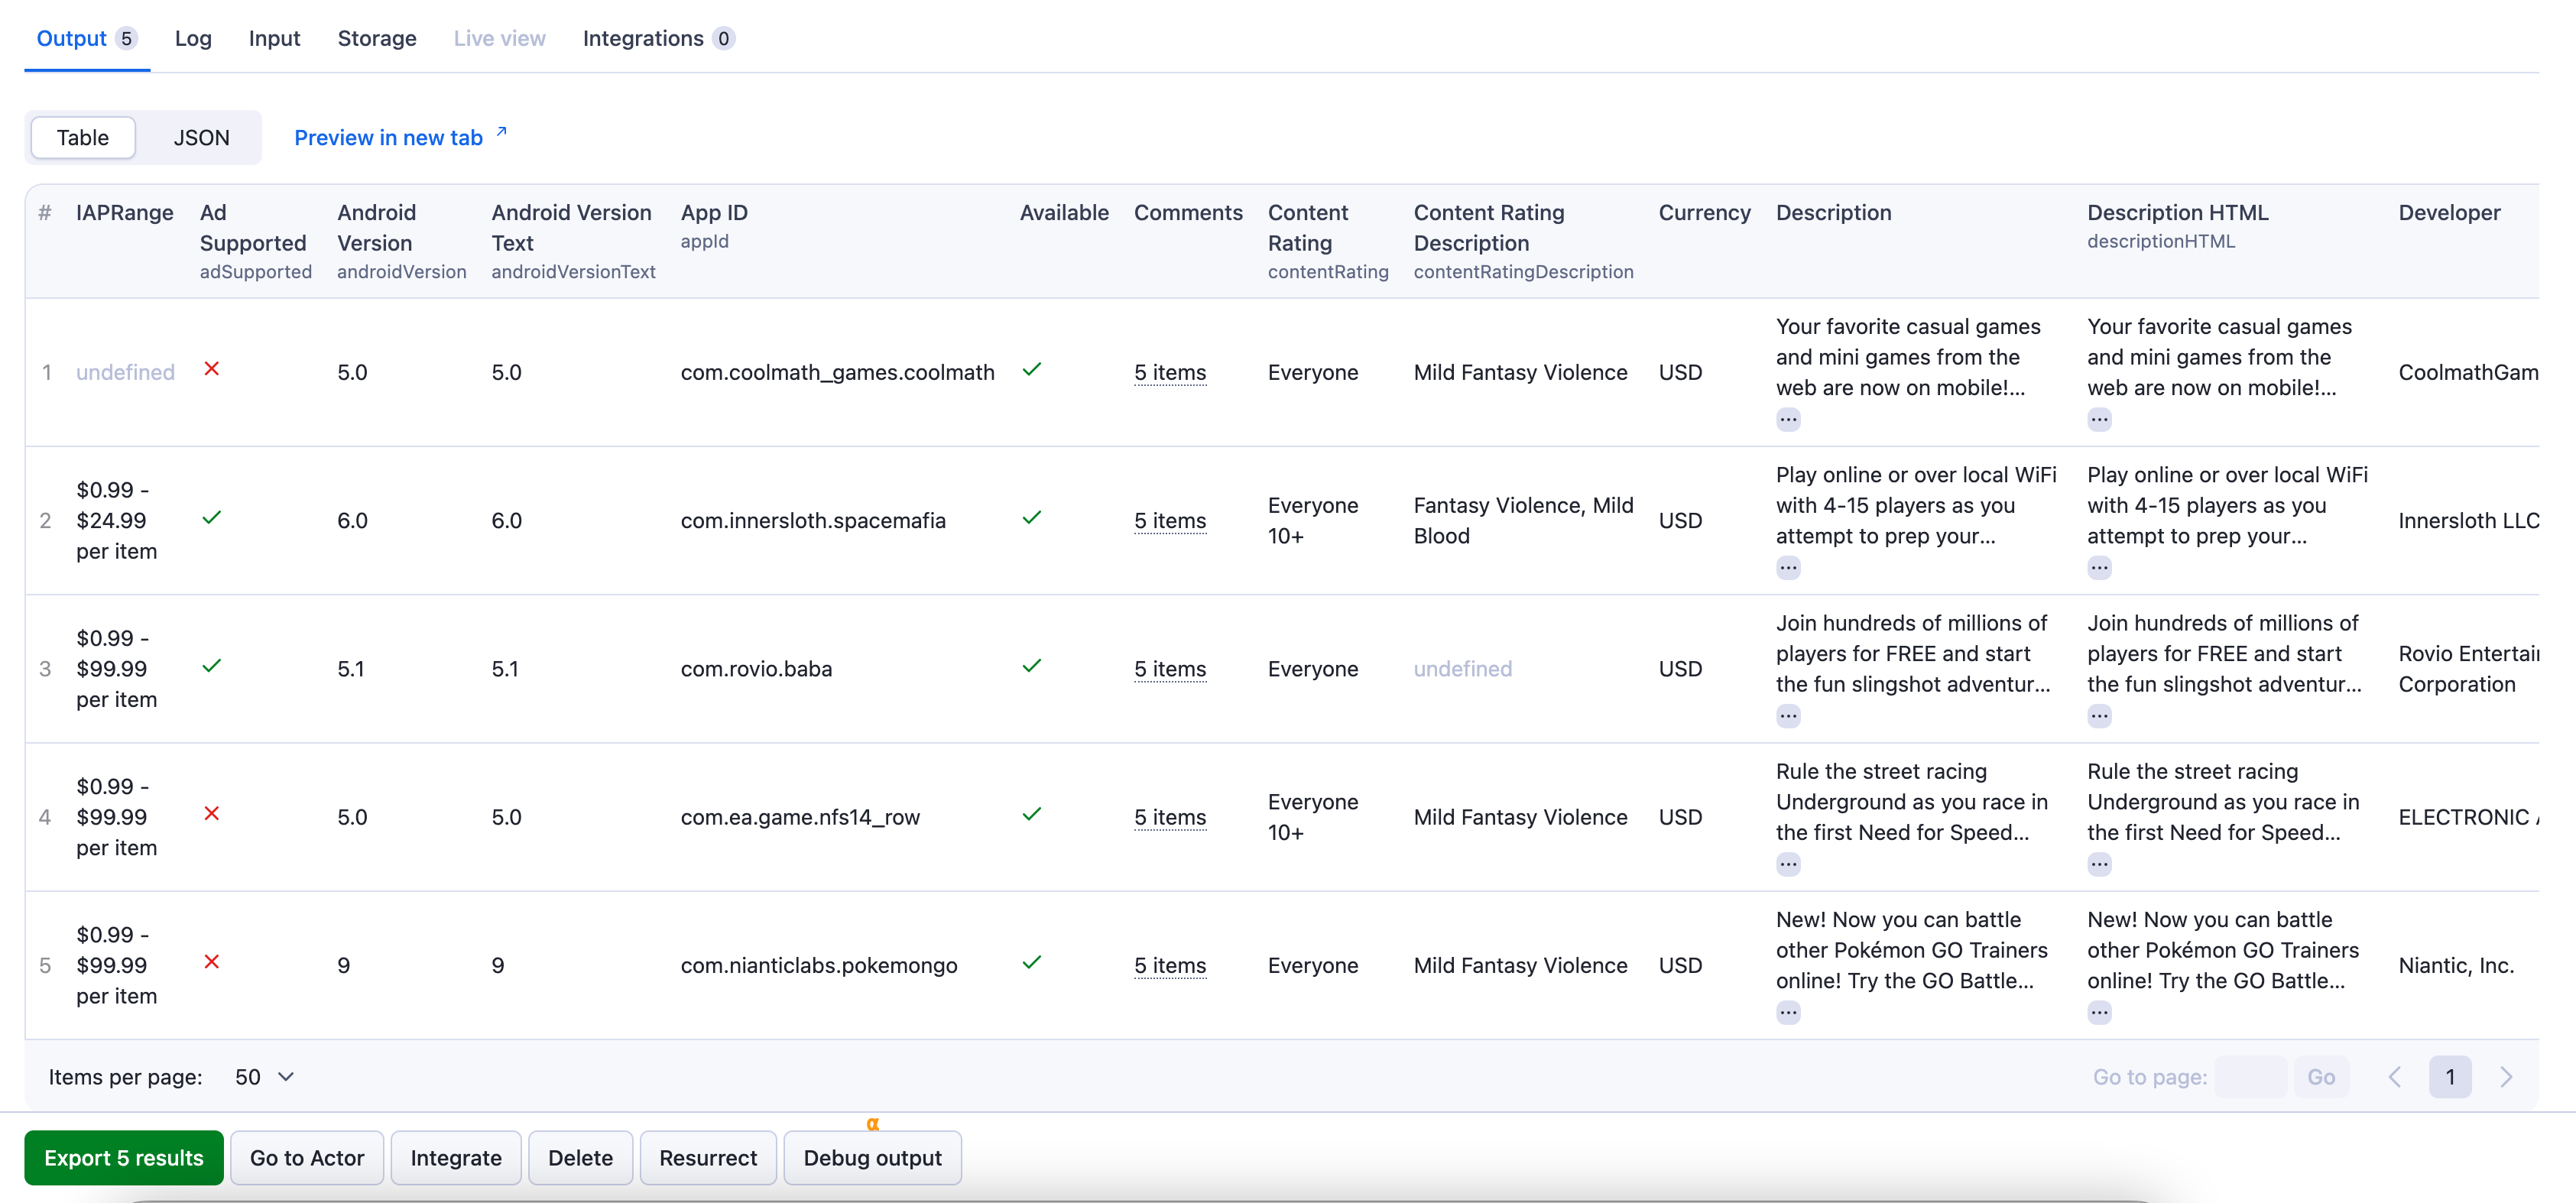 Output 5 Log Input Storage Live view Integrations 0
Table JSON Preview in new tab
# IAPRange Ad Supported adSupported Android Version androidVersion Android Version Text androidVersionText App ID appId Available Comments Content Rating contentRating Content Rating Description contentRatingDescription Currency Description Description HTML descriptionHTML Developer
1 undefined 5.0 5.0 com.coolmath_games.coolmath 5 items Everyone Mild Fantasy Violence USD Your favorite casual games and mini games from the web are now on mobile!... ... Your favorite casual games and mini games from the web are now on mobile!... ... CoolmathGam
2 $0.99 - $24.99 per item 6.0 6.0 com.innersloth.spacemafia 5 items Everyone 10+ Fantasy Violence, Mild Blood USD Play online or over local WiFi with 4-15 players as you attempt to prep your... ... Play online or over local WiFi with 4-15 players as you attempt to prep your... ... Innersloth LLC
3 $0.99 - $99.99 per item 5.1 5.1 com.rovio.baba 5 items Everyone undefined USD Join hundreds of millions of players for FREE and start the fun slingshot adventur... ... Join hundreds of millions of players for FREE and start the fun slingshot adventur... ... Rovio Corporation
4 $0.99 - $99.99 per item 5.0 5.0 com.ea.game.nfs14_row 5 items Everyone 10+ Mild Fantasy Violence USD Rule the street racing Underground as you race in the first Need for Speed... ... Rule the street racing Underground as you race in the first Need for Speed... ... ELECTRONIC
5 $0.99 - $99.99 per item 9 9 com.nianticlabs.pokemongo 5 items Everyone Mild Fantasy Violence USD New! Now you can battle other Pokémon GO Trainers online! Try the GO Battle... ... New! Now you can battle other Pokémon GO Trainers online! Try the GO Battle... ... Niantic, Inc.
Items per page: 50 Go to page: Go 1
α
Export 5 results Go to Actor Integrate Delete Resurrect Debug output